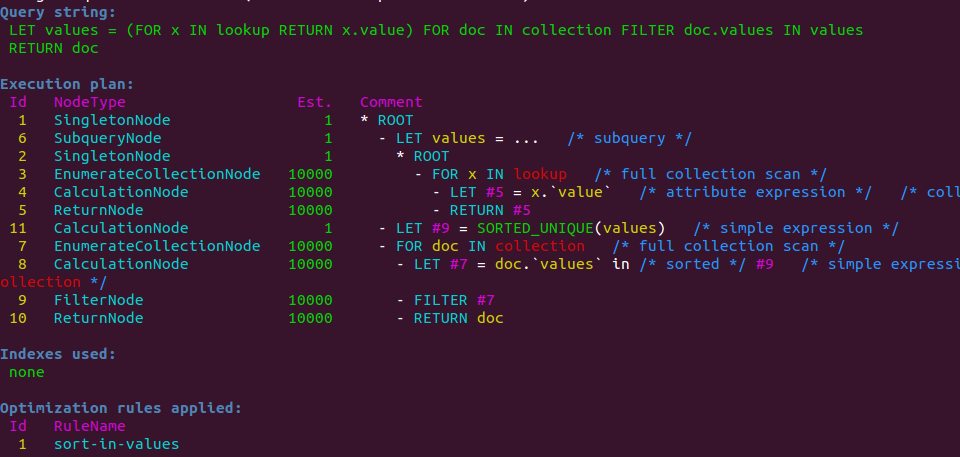 Query string:
LET values = (FOR x IN lookup RETURN x.value) FOR doc IN collection FILTER doc.values IN values
RETURN doc
Execution plan:
Id NodeType Est. Comment
1 SingletonNode 1 * ROOT
6 SubqueryNode 1 - LET values = ... /* subquery */
2 SingletonNode 1 * ROOT
3 EnumerateCollectionNode 10000 - FOR x IN lookup /* full collection scan */
4 CalculationNode 10000 - LET #5 = x.`value` /* attribute expression */ /* coll
5 ReturnNode 10000 - RETURN #5
11 CalculationNode 1 - LET #9 = SORTED_UNIQUE(values) /* simple expression */
7 EnumerateCollectionNode 10000 - FOR doc IN collection /* full collection scan */
8 CalculationNode 10000 - LET #7 = doc.`values` in /* sorted */ #9 /* simple expressi
ollection */
9 FilterNode 10000 - FILTER #7
10 ReturnNode 10000 - RETURN doc
Indexes used:
none
Optimization rules applied:
Id RuleName
1 sort-in-values